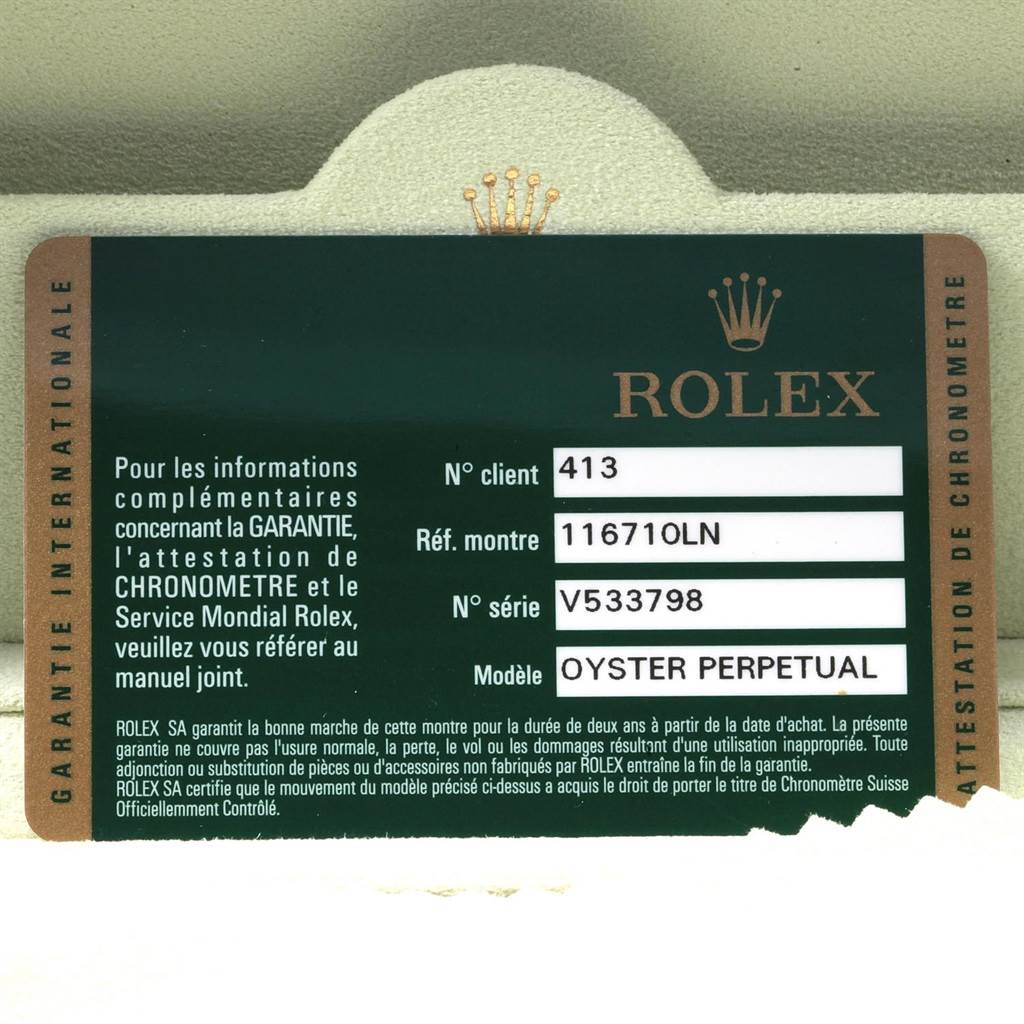 GARANTIE INTERNATIONALE
ROLEX
Pour les informations
complémentaires
concernant la GARANTIE,
l'attestation de
CHRONOMETRE et le
Service Mondial Rolex,
veuillez vous référer au
manuel joint.
N° client 413
Réf. montre 116710LN
N° série V533798
Modèle OYSTER PERPETUAL
ROLEX SA garantit la bonne marche de cette montre pour la durée de deux ans à partir de la date d'achat. La présente
garantie ne couvre pas l'usure normale, la perte, le vol ou les dommages résultant d'une utilisation inappropriée. Toute
adjonction ou substitution de pièces ou d'accessoires non fabriqués par ROLEX entraîne la fin de la garantie.
ROLEX SA certifie que le mouvement du modèle précisé ci-dessus a acquis le droit de porter le titre de Chronomètre Suisse
Officiellemment Contrôlé.
ATTESTATION DE CHRONOMETRE